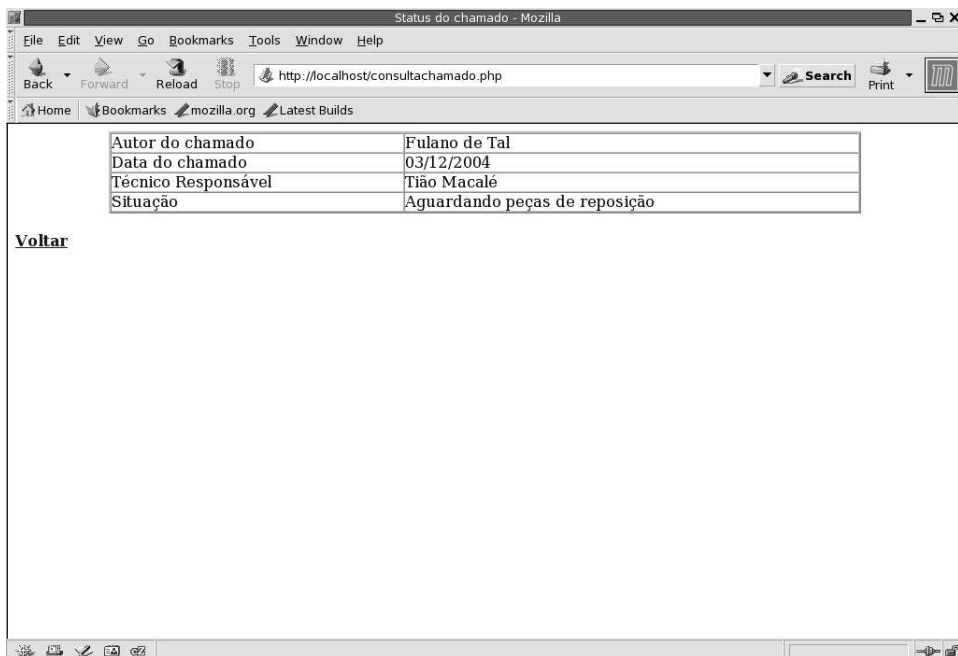 Status do chamado - Mozilla
File Edit View Go Bookmarks Tools Window Help
Back Forward Reload Stop http://localhost/consultachamado.php Search Print
Home Bookmarks mozilla.org Latest Builds
Autor do chamado Fulano de Tal
Data do chamado 03/12/2004
Técnico Responsável Tião Macalé
Situação Aguardando peças de reposição
Voltar